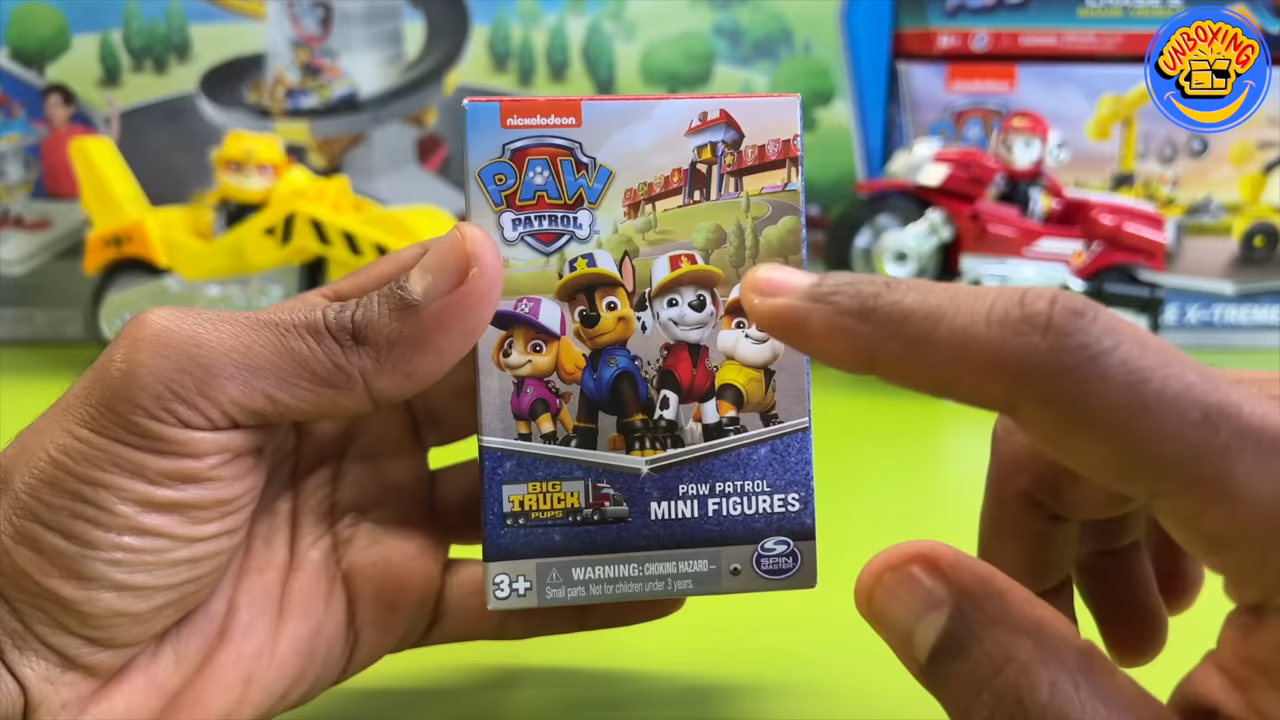 UNBOXING
nickelodeon
PAW
PATROL
BIG
TRUCK
PUPS
PAW PATROL
MINI FIGURES
SPIN
MASTER
3+
WARNING: CHOKING HAZARD –
Small parts. Not for children under 3 years.
X-TREME